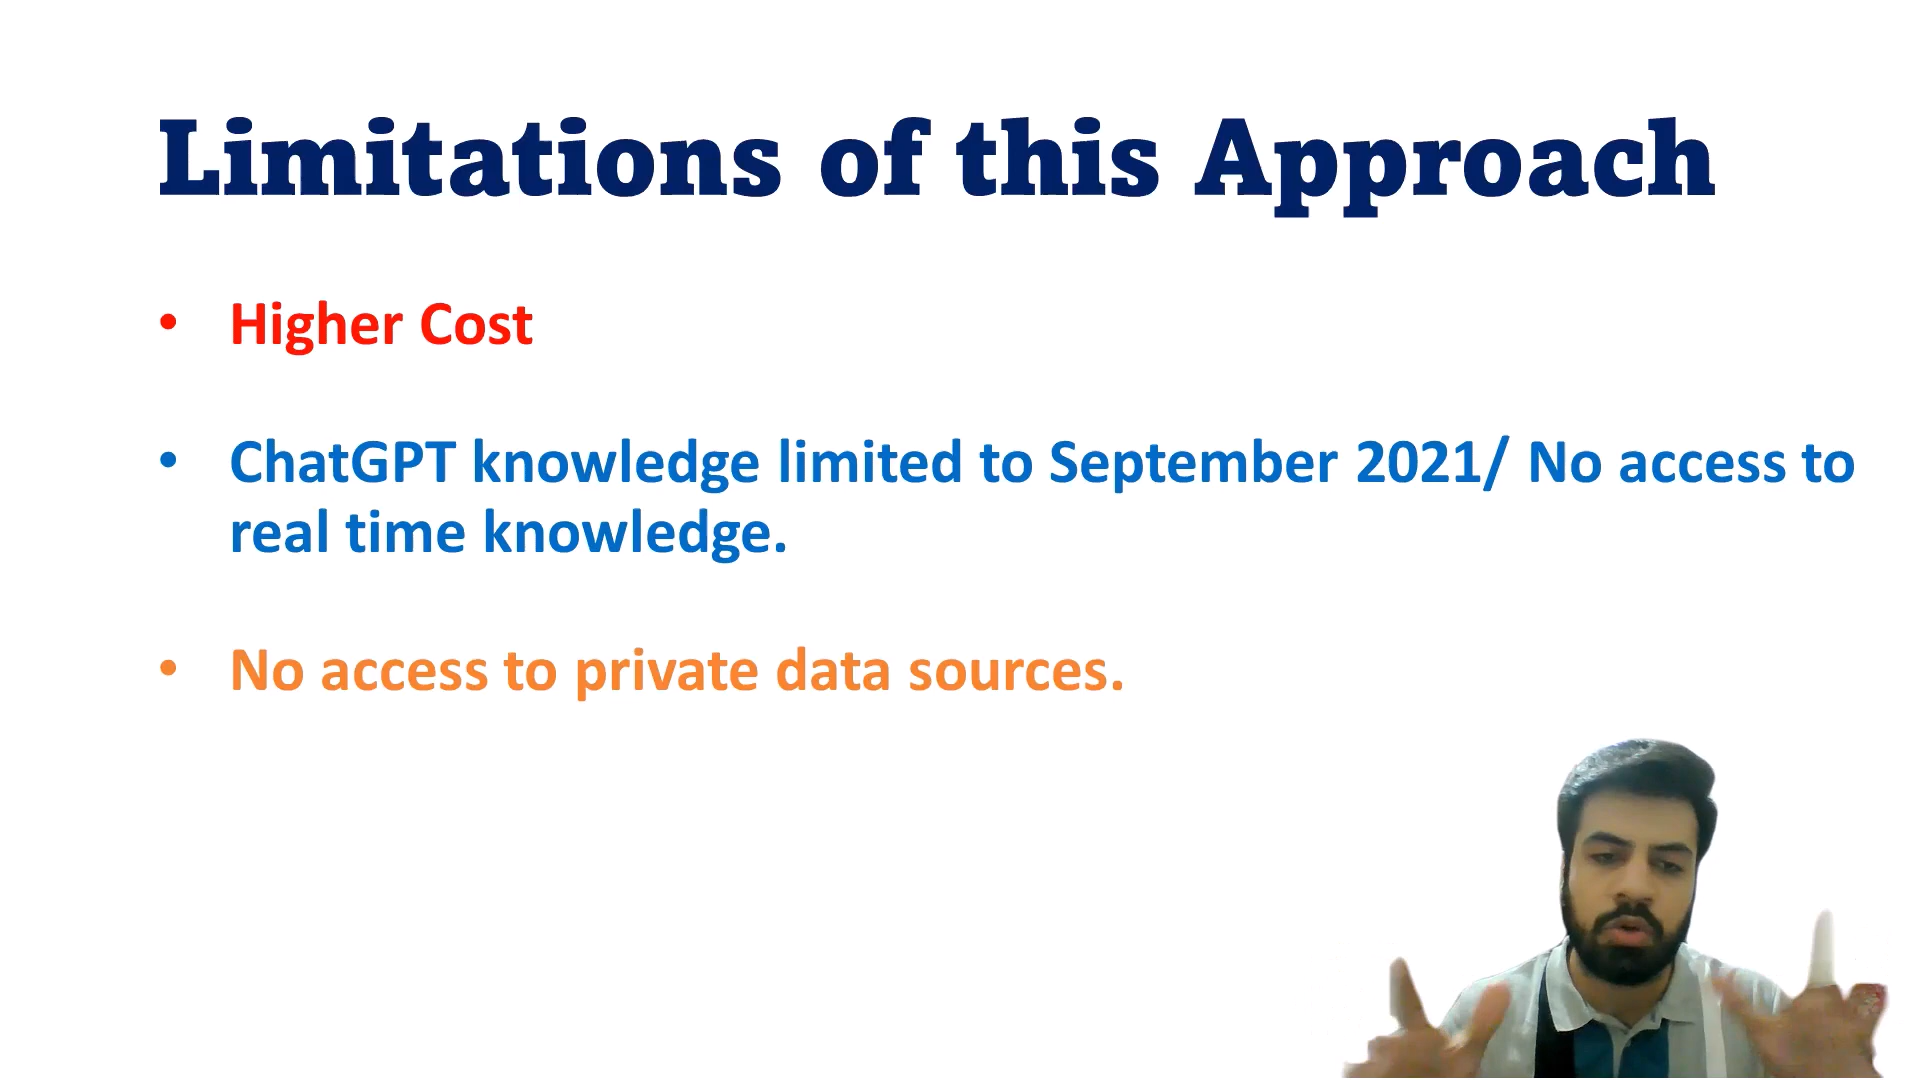 Limitations of this Approach
• Higher Cost
• ChatGPT knowledge limited to September 2021/ No access to
real time knowledge.
• No access to private data sources.